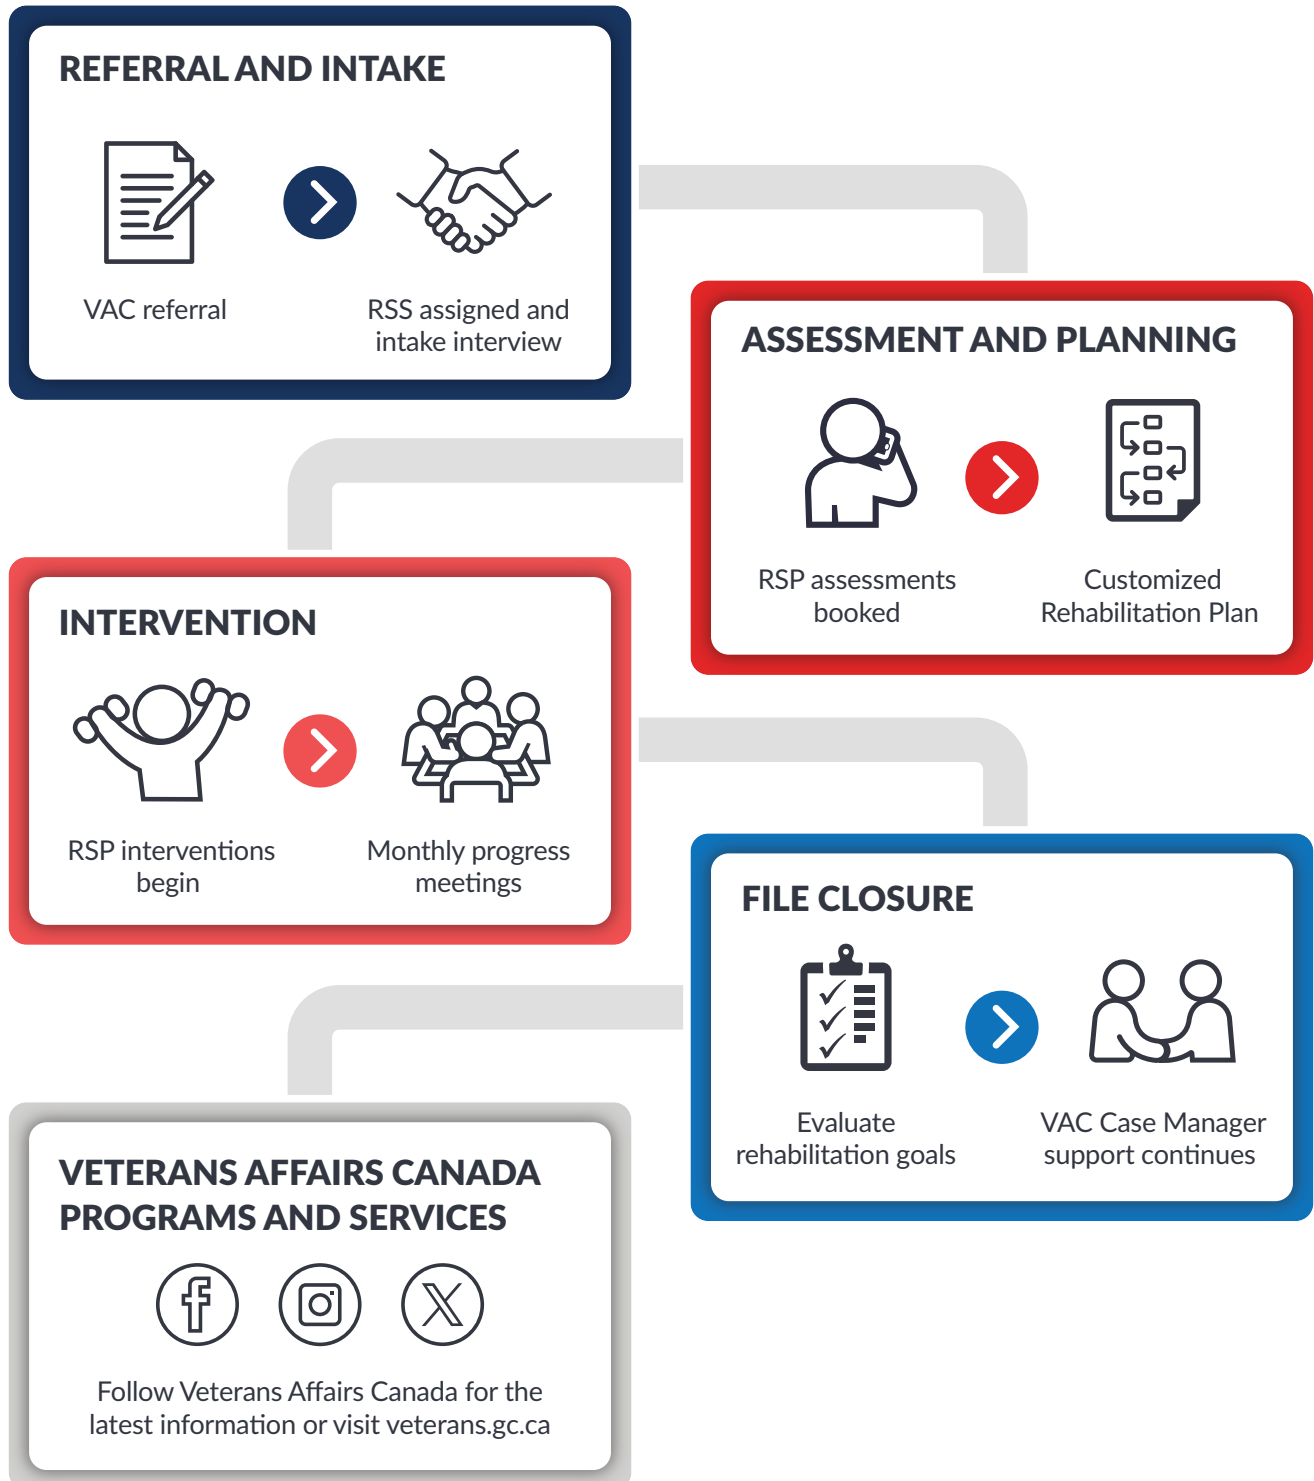 REFERRAL AND INTAKE
VAC referral
RSS assigned and
intake interview
ASSESSMENT AND PLANNING
RSP assessments
booked
Customized
Rehabilitation Plan
INTERVENTION
RSP interventions
begin
Monthly progress
meetings
FILE CLOSURE
Evaluate
rehabilitation goals
VAC Case Manager
support continues
VETERANS AFFAIRS CANADA
PROGRAMS AND SERVICES
Follow Veterans Affairs Canada for the
latest information or visit veterans.gc.ca